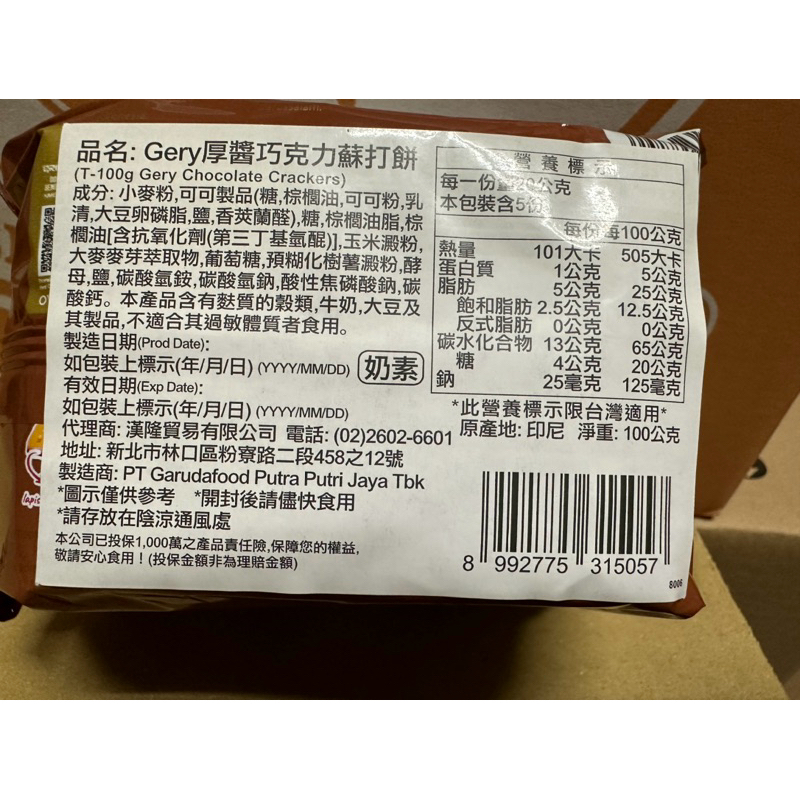 品名: Gery厚醬巧克力蘇打餅
(T-100g Gery Chocolate Crackers)
成分: 小麥粉,可可製品(糖,棕櫚油,可可粉,乳
清,大豆卵磷脂,鹽,香莢蘭醛),糖,棕櫚油脂,棕
櫚油[含抗氧化劑(第三丁基氫醌)],玉米澱粉,
大麥麥芽萃取物,葡萄糖,預糊化樹薯澱粉,酵
母,鹽,碳酸氫銨,碳酸氫鈉,酸性焦磷酸鈉,碳
酸鈣。本產品含有麩質的穀類,牛奶,大豆及
其製品,不適合其過敏體質者食用。
製造日期(Prod Date):
如包裝上標示(年/月/日) (YYYY/MM/DD)
奶素
有效日期(Exp Date):
如包裝上標示(年/月/日) (YYYY/MM/DD)
代理商: 漢隆貿易有限公司 電話: (02)2602-6601
地址: 新北市林口區粉寮路二段458之12號
製造商: PT Garudafood Putra Putri Jaya Tbk
*圖示僅供參考 *開封後請儘快食用
*請存放在陰涼通風處
本公司已投保1,000萬之產品責任險,保障您的權益,
敬請安心食用！(投保金額非為理賠金額)
營養標示
每一份量20公克
本包裝含5份
每份 每100公克
熱量 101大卡 505大卡
蛋白質 1公克 5公克
脂肪 5公克 25公克
飽和脂肪 2.5公克 12.5公克
反式脂肪 0公克 0公克
碳水化合物 13公克 65公克
糖 4公克 20公克
鈉 25毫克 125毫克
*此營養標示限台灣適用*
原產地: 印尼 淨重: 100公克
8 992775 315057
8006